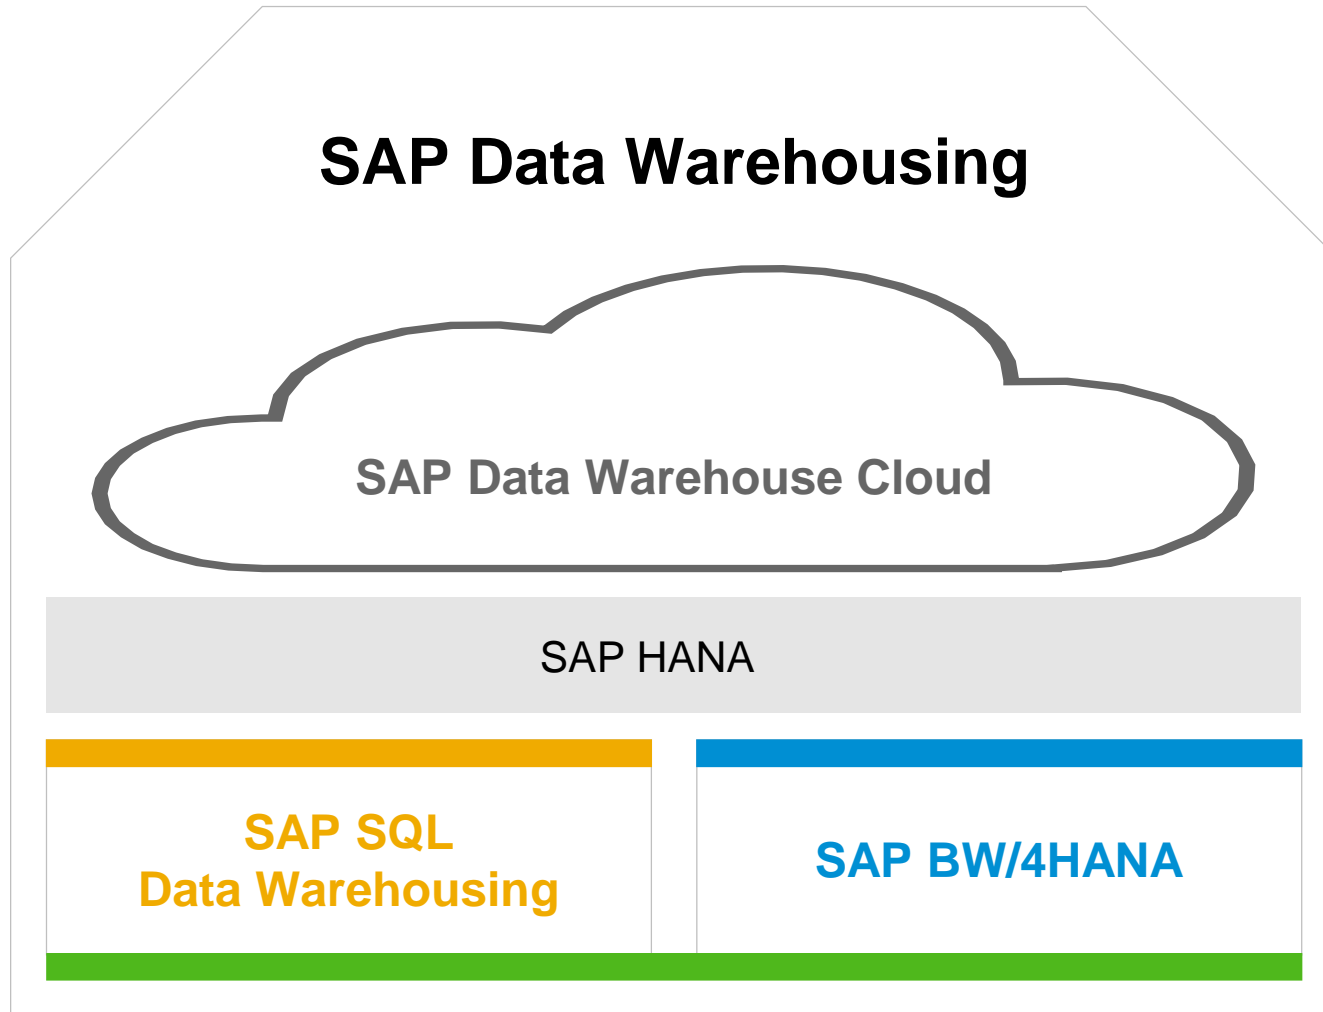 SAP Data Warehousing
SAP Data Warehouse Cloud
SAP HANA
SAP SQL
Data Warehousing
SAP BW/4HANA